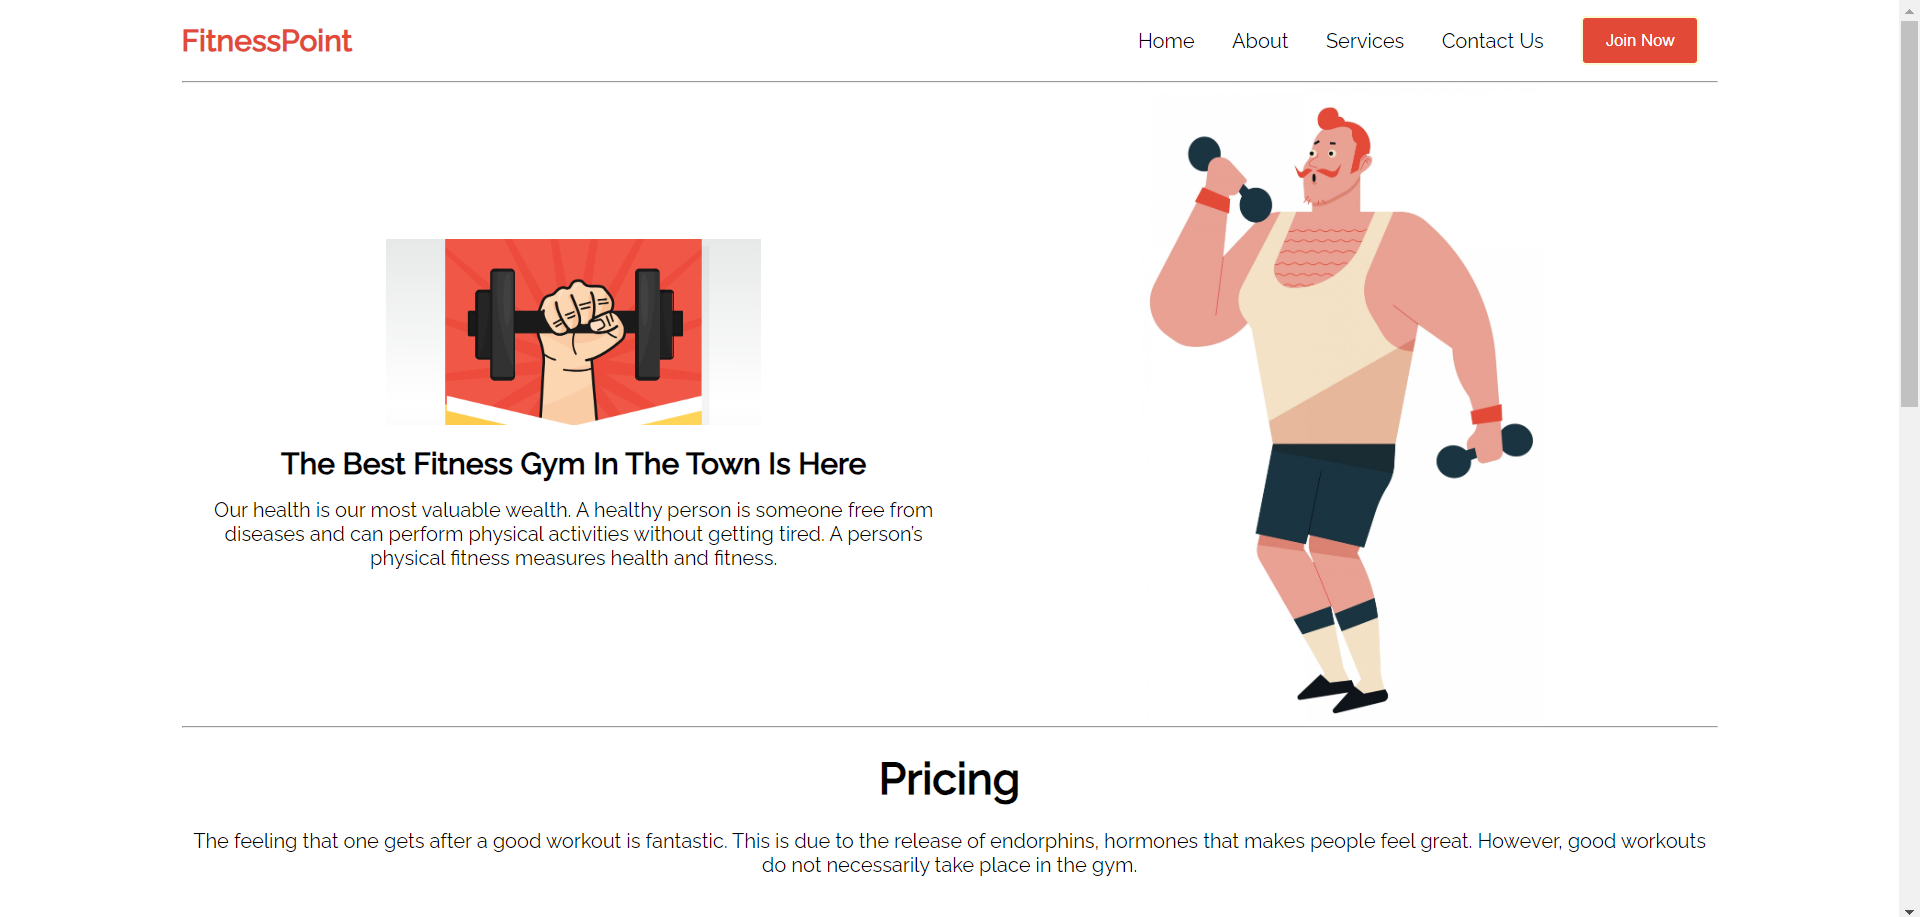 FitnessPoint
Home About Services Contact Us Join Now
The Best Fitness Gym In The Town Is Here
Our health is our most valuable wealth. A healthy person is someone free from
diseases and can perform physical activities without getting tired. A person’s
physical fitness measures health and fitness.
Pricing
The feeling that one gets after a good workout is fantastic. This is due to the release of endorphins, hormones that makes people feel great. However, good workouts
do not necessarily take place in the gym.